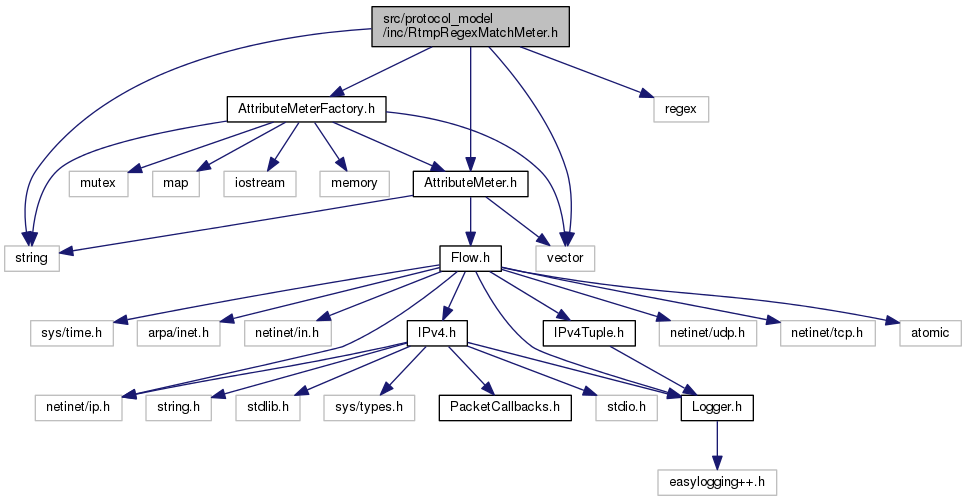 src/protocol_model
/inc/RtmpRegexMatchMeter.h
AttributeMeterFactory.h
regex
mutex
map
iostream
memory
AttributeMeter.h
string
Flow.h
vector
sys/time.h
arpa/inet.h
netinet/in.h
IPv4.h
IPv4Tuple.h
netinet/udp.h
netinet/tcp.h
atomic
netinet/ip.h
string.h
stdlib.h
sys/types.h
PacketCallbacks.h
stdio.h
Logger.h
easylogging++.h